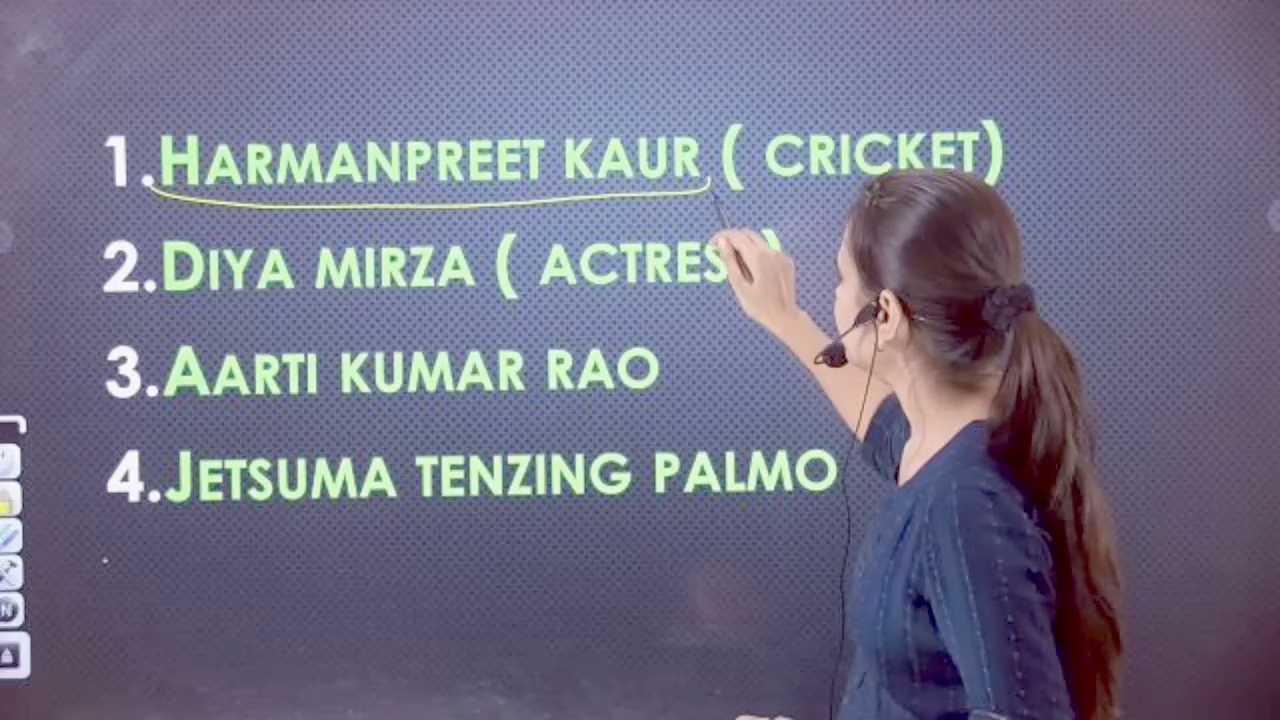 1. HARMANPREET KAUR ( CRICKET)
2. DIYA MIRZA ( ACTRES )
3. AARTI KUMAR RAO
4. JETSUMA TENZING PALMO
N